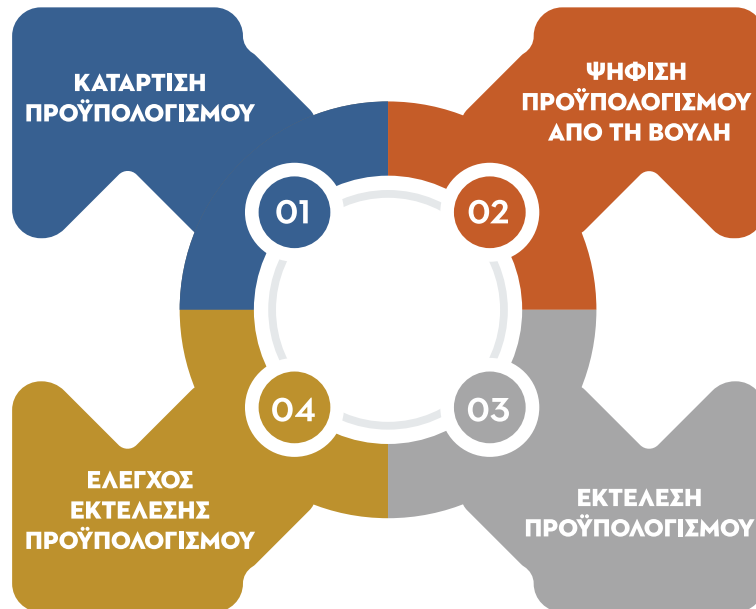 ΚΑΤΑΡΤΙΣΗ
ΠΡΟΫΠΟΛΟΓΙΣΜΟΥ
01
ΨΗΦΙΣΗ
ΠΡΟΫΠΟΛΟΓΙΣΜΟΥ
ΑΠΟ ΤΗ ΒΟΥΛΗ
02
03
ΕΚΤΕΛΕΣΗ
ΠΡΟΫΠΟΛΟΓΙΣΜΟΥ
04
ΕΛΕΓΧΟΣ
ΕΚΤΕΛΕΣΗΣ
ΠΡΟΫΠΟΛΟΓΙΣΜΟΥ